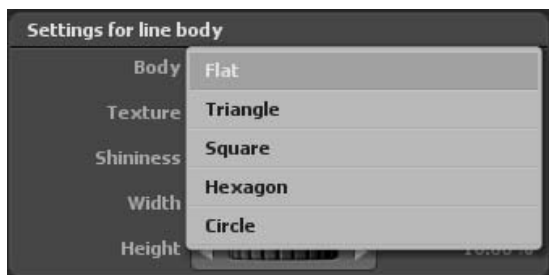 Settings for line body
Body
Flat
Texture
Triangle
Shininess
Square
Width
Hexagon
Height
Circle